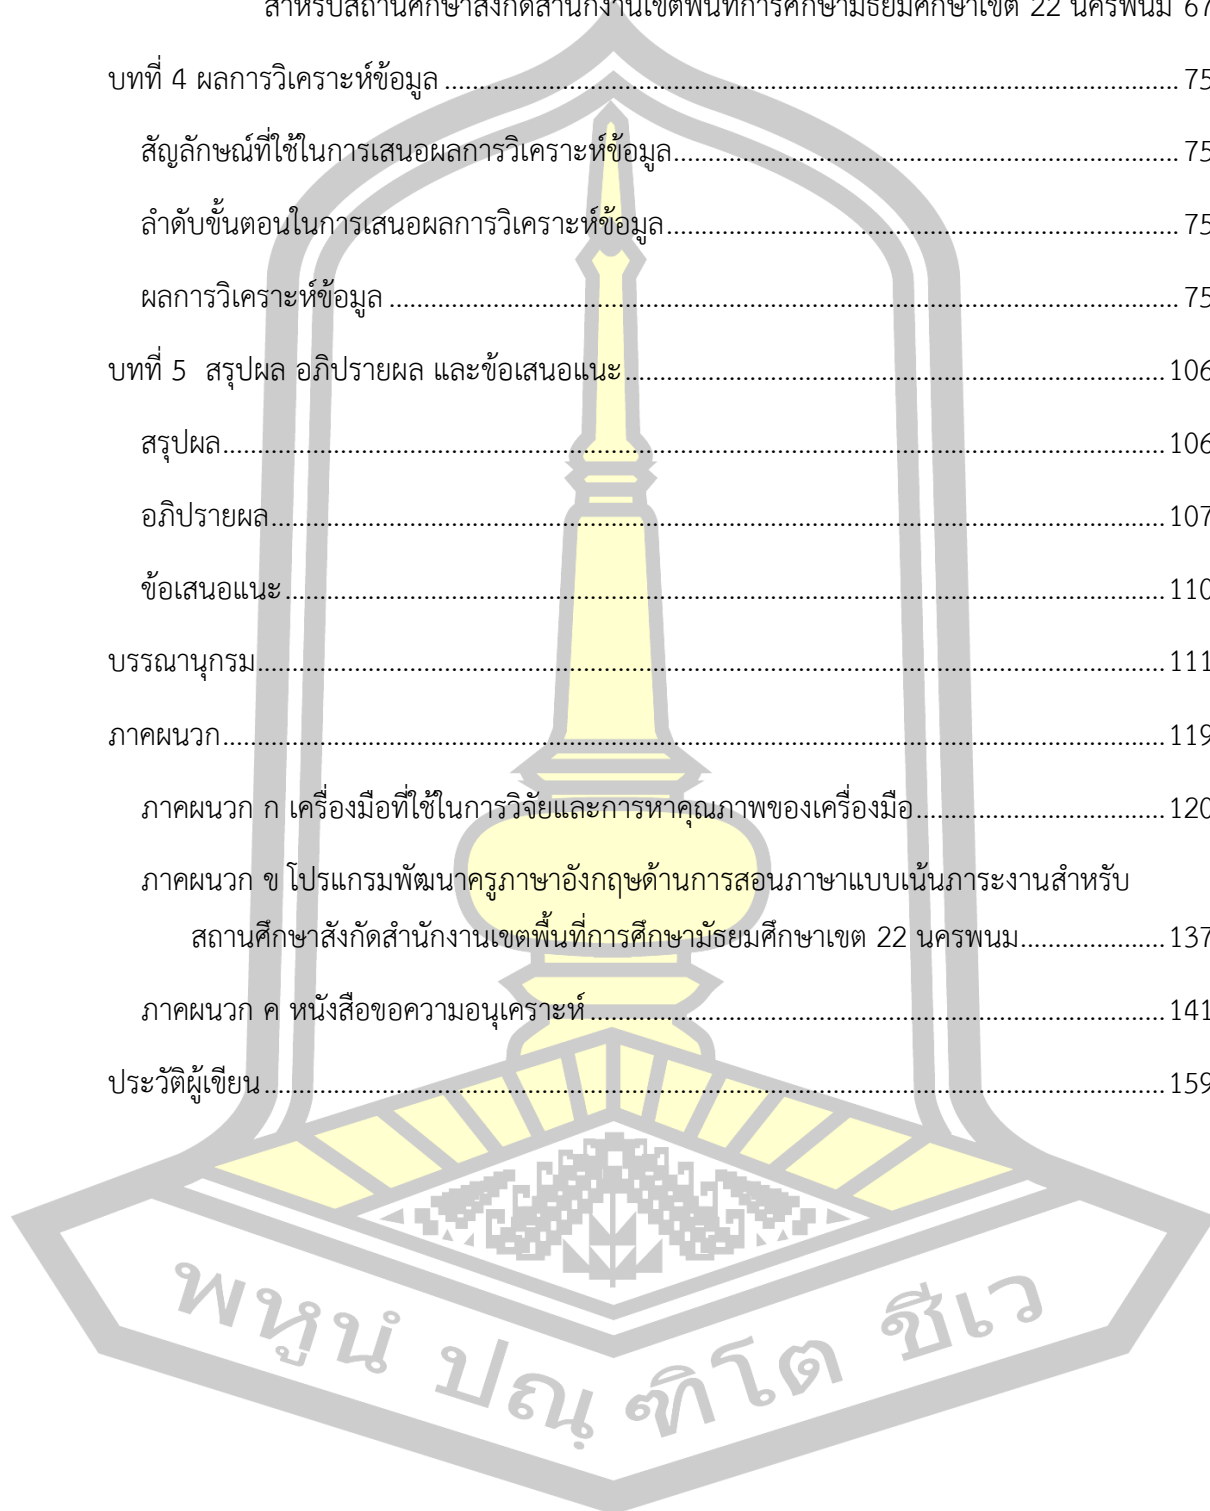 สำหรับสถานศึกษาสังกัดสำนักงานเขตพื้นที่การศึกษามัธยมศึกษาเขต 22 นครพนม 67
บทที่ 4 ผลการวิเคราะห์ข้อมูล ........ 75
สัญลักษณ์ที่ใช้ในการเสนอผลการวิเคราะห์ข้อมูล ........ 75
ลำดับขั้นตอนในการเสนอผลการวิเคราะห์ข้อมูล ........ 75
ผลการวิเคราะห์ข้อมูล ........ 75
บทที่ 5 สรุปผล อภิปรายผล และข้อเสนอแนะ ........ 106
สรุปผล ........ 106
อภิปรายผล ........ 107
ข้อเสนอแนะ ........ 110
บรรณานุกรม ........ 111
ภาคผนวก ........ 119
ภาคผนวก ก เครื่องมือที่ใช้ในการวิจัยและการหาคุณภาพของเครื่องมือ ........ 120
ภาคผนวก ข โปรแกรมพัฒนาครูภาษาอังกฤษด้านการสอนภาษาแบบเน้นภาระงานสำหรับ
สถานศึกษาสังกัดสำนักงานเขตพื้นที่การศึกษามัธยมศึกษาเขต 22 นครพนม ........ 137
ภาคผนวก ค หนังสือขอความอนุเคราะห์ ........ 141
ประวัติผู้เขียน ........ 159
พหูนํ ปณฺฑิโต ชีเว